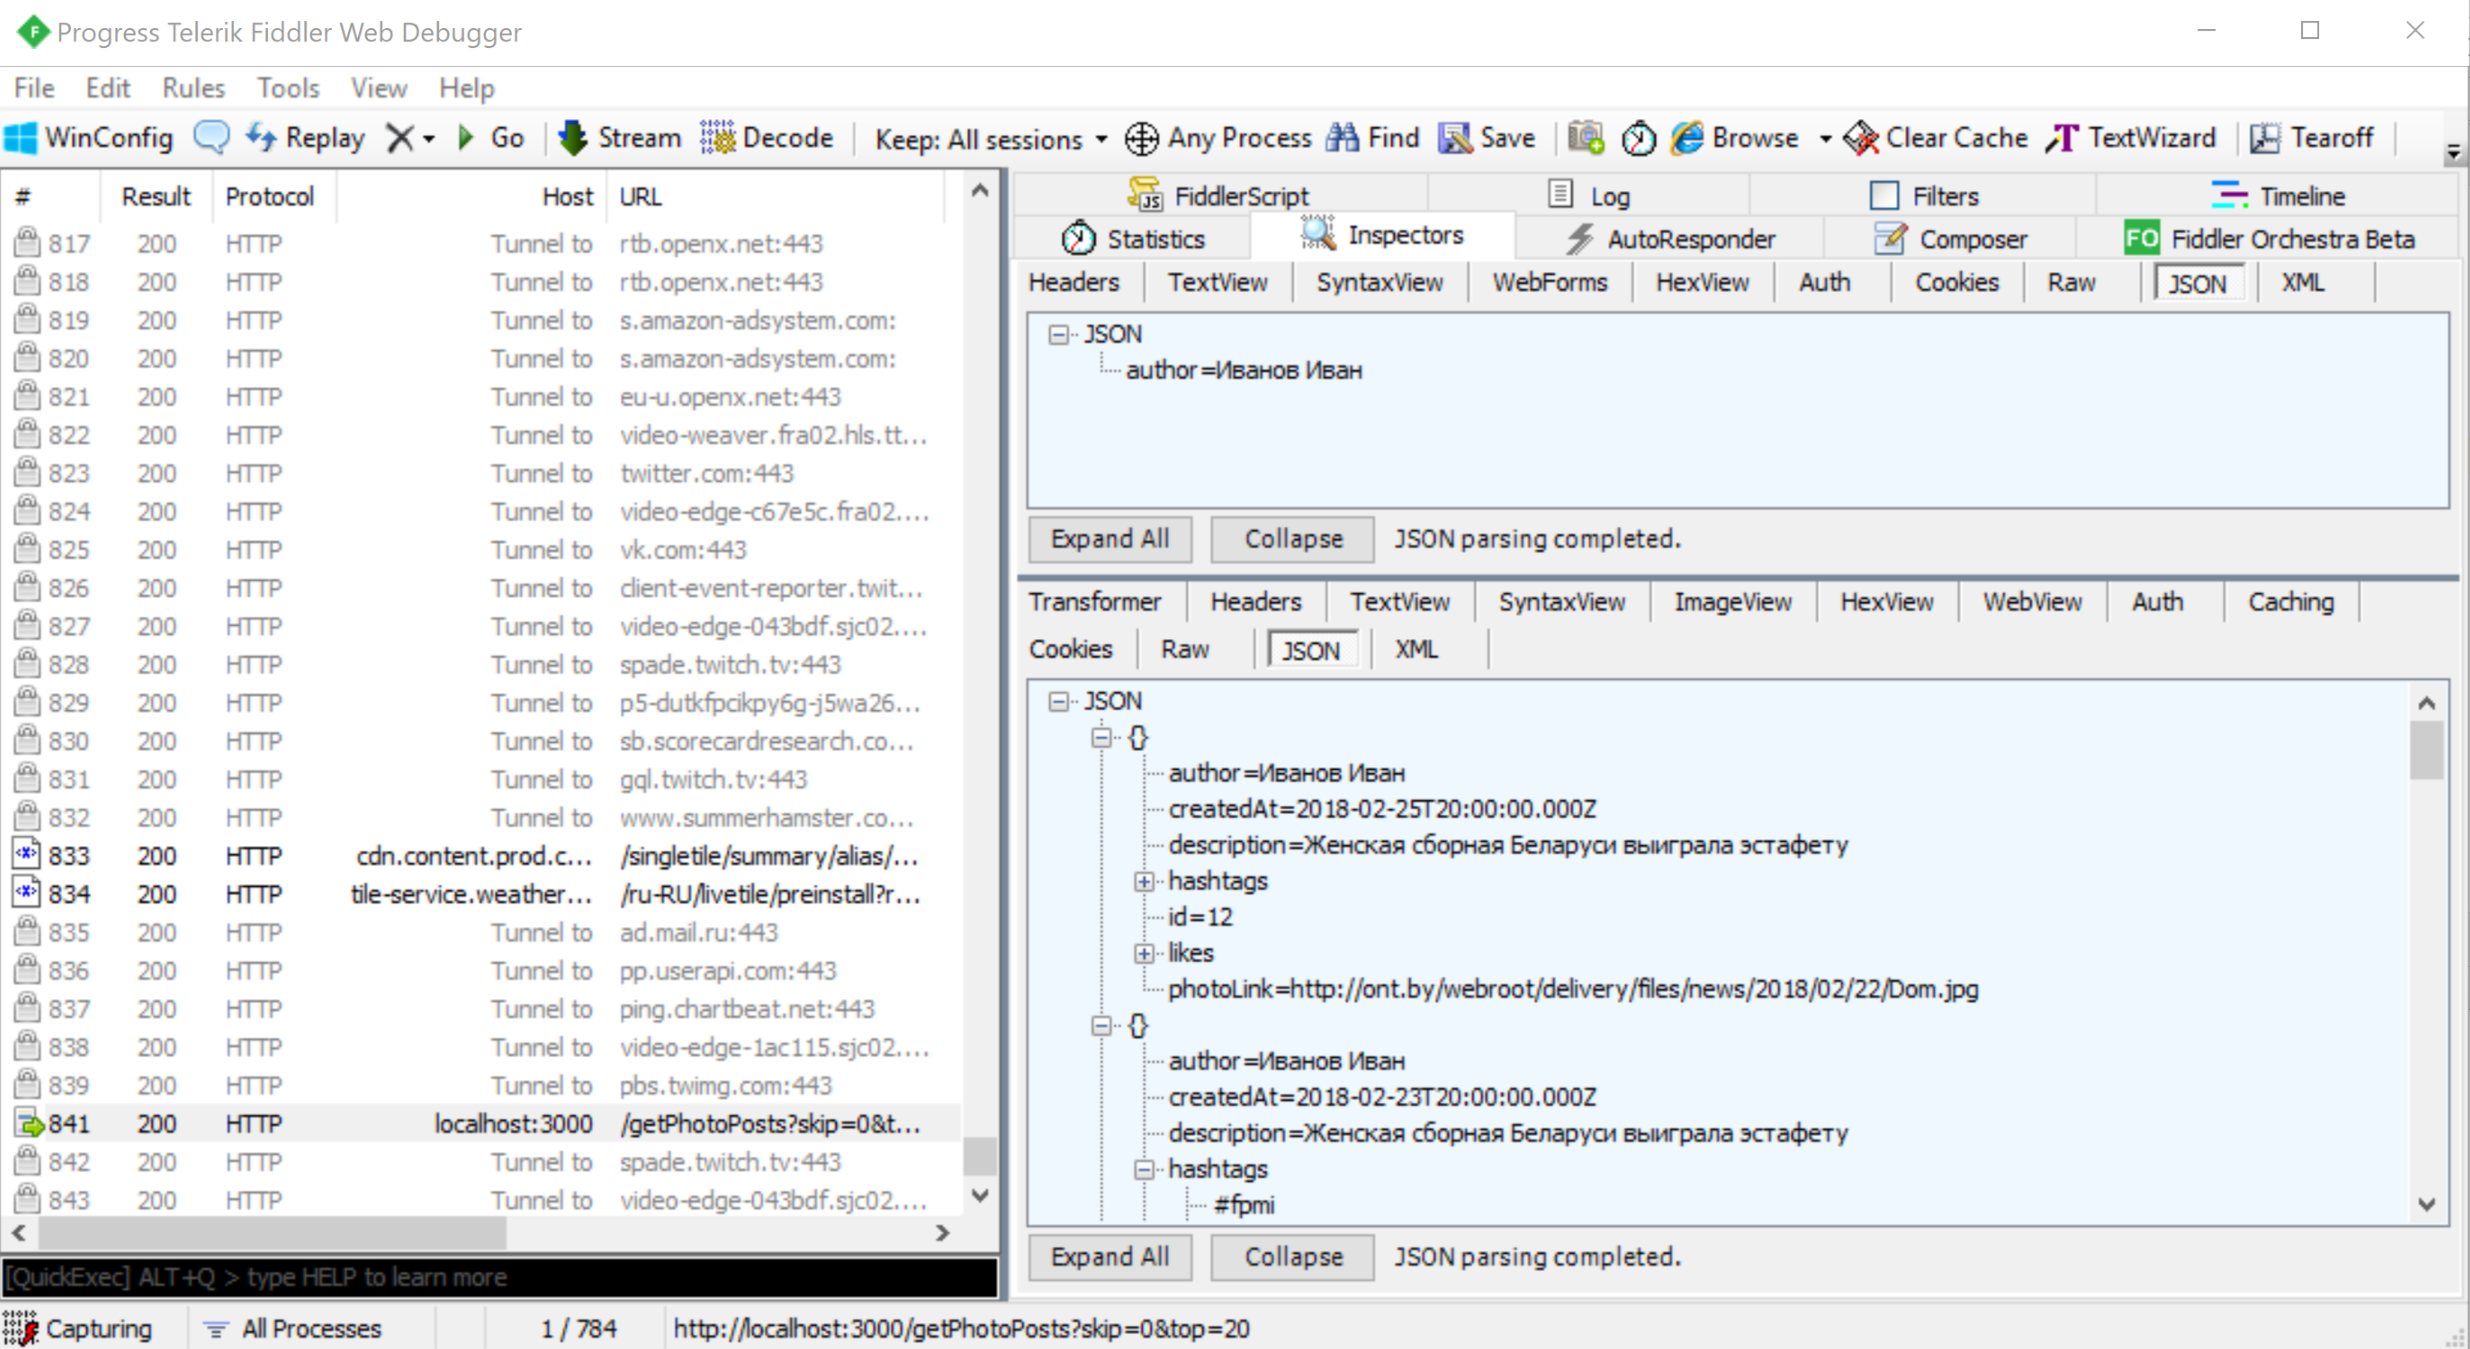 Progress Telerik Fiddler Web Debugger
File Edit Rules Tools View Help
WinConfig Replay Go Stream Decode Keep: All sessions Any Process Find Save Browse Clear Cache TextWizard Tearoff
# Result Protocol Host URL
817 200 HTTP Tunnel to rtb.openx.net:443
818 200 HTTP Tunnel to rtb.openx.net:443
819 200 HTTP Tunnel to s.amazon-adsystem.com:
820 200 HTTP Tunnel to s.amazon-adsystem.com:
821 200 HTTP Tunnel to eu-u.openx.net:443
822 200 HTTP Tunnel to video-weaver.fra02.hls.tt...
823 200 HTTP Tunnel to twitter.com:443
824 200 HTTP Tunnel to video-edge-c67e5c.fra02....
825 200 HTTP Tunnel to vk.com:443
826 200 HTTP Tunnel to client-event-reporter.twit...
827 200 HTTP Tunnel to video-edge-043bdf.sjc02....
828 200 HTTP Tunnel to spade.twitch.tv:443
829 200 HTTP Tunnel to p5-dutkfpcikpy6g-j5wa26...
830 200 HTTP Tunnel to sb.scorecardresearch.co...
831 200 HTTP Tunnel to gql.twitch.tv:443
832 200 HTTP Tunnel to www.summerhamster.co...
833 200 HTTP cdn.content.prod.c... /singletile/summary/alias/...
834 200 HTTP tile-service.weather... /ru-RU/livetile/preinstall?r...
835 200 HTTP Tunnel to ad.mail.ru:443
836 200 HTTP Tunnel to pp.userapi.com:443
837 200 HTTP Tunnel to ping.chartbeat.net:443
838 200 HTTP Tunnel to video-edge-1ac115.sjc02....
839 200 HTTP Tunnel to pbs.twimg.com:443
841 200 HTTP localhost:3000 /getPhotoPosts?skip=0&t...
842 200 HTTP Tunnel to spade.twitch.tv:443
843 200 HTTP Tunnel to video-edge-043bdf.sjc02....
[QuickExec] ALT+Q > type HELP to learn more
FiddlerScript Log Filters Timeline
Statistics Inspectors AutoResponder Composer FO Fiddler Orchestra Beta
Headers TextView SyntaxView WebForms HexView Auth Cookies Raw JSON XML
JSON
author=Иванов Иван
Expand All Collapse JSON parsing completed.
Transformer Headers TextView SyntaxView ImageView HexView WebView Auth Caching
Cookies Raw JSON XML
JSON
{}
author=Иванов Иван
createdAt=2018-02-25T20:00:00.000Z
description=Женская сборная Беларуси выиграла эстафету
hashtags
id=12
likes
photoLink=http://ont.by/webroot/delivery/files/news/2018/02/22/Dom.jpg
{}
author=Иванов Иван
createdAt=2018-02-23T20:00:00.000Z
description=Женская сборная Беларуси выиграла эстафету
hashtags
#fpmi
Expand All Collapse JSON parsing completed.
Capturing All Processes 1 / 784 http://localhost:3000/getPhotoPosts?skip=0&top=20